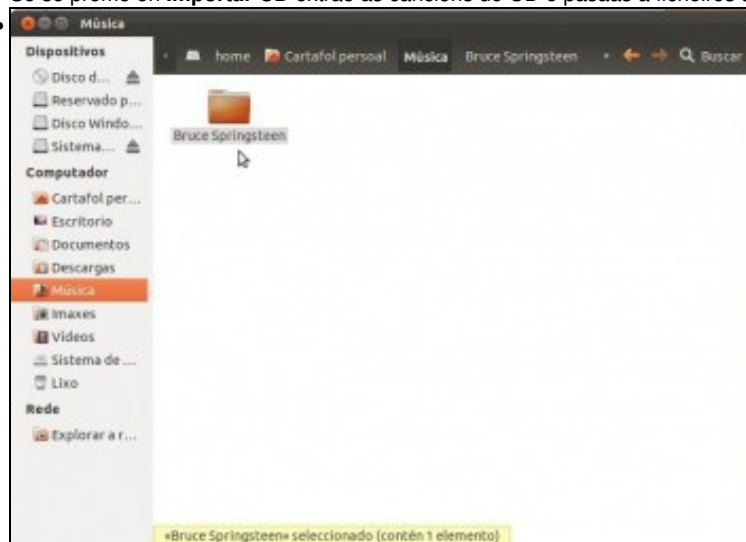 Música
Dispositivos
Disco d...
Reservado p...
Disco Windo...
Sistema...
Computador
Cartafol per...
Escritorio
Documentos
Descargas
Música
Imaxes
Vídeos
Sistema de ...
Lixo
Rede
Explorar a r...
home Cartafol persoal Música Bruce Springsteen Buscar
Bruce Springsteen
«Bruce Springsteen» seleccionado (contén 1 elemento)